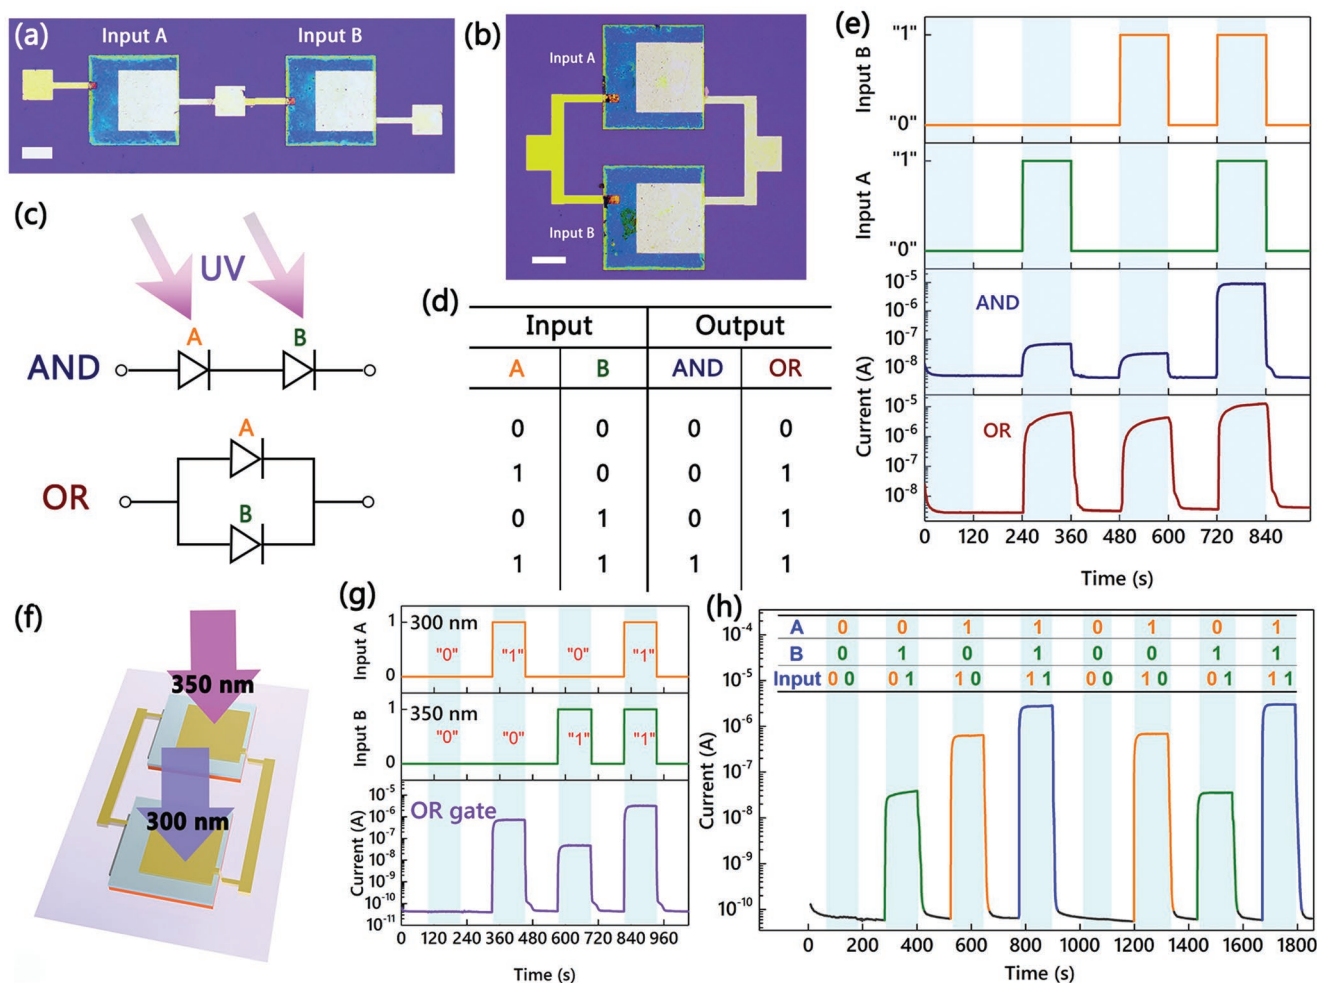 (a)
Input A
Input B
(b)
Input A
Input B
(c)
UV
A
B
AND
A
OR
B
(d)
Input Output
A B AND OR
0 0 0 0
1 0 0 1
0 1 0 1
1 1 1 1
(e)
Input B
"1"
"0"
Input A
"1"
"0"
Current (A)
10-5
10-6
10-7
10-8
AND
10-5
10-6
10-7
10-8
OR
0 120 240 360 480 600 720 840
Time (s)
(f)
350 nm
300 nm
(g)
Input A
1
0
300 nm
"0" "1" "0" "1"
Input B
1
0
350 nm
"0" "0" "1" "1"
Current (A)
10-5
10-6
10-7
10-8
10-9
10-10
10-11
OR gate
0 120 240 360 480 600 720 840 960
Time (s)
(h)
A 0 0 1 1 0 1 0 1
B 0 1 0 1 0 0 1 1
Input 0 0 0 1 1 0 1 1 0 0 1 0 0 1 1 1
Current (A)
10-4
10-5
10-6
10-7
10-8
10-9
10-10
0 200 400 600 800 1000 1200 1400 1600 1800
Time (s)